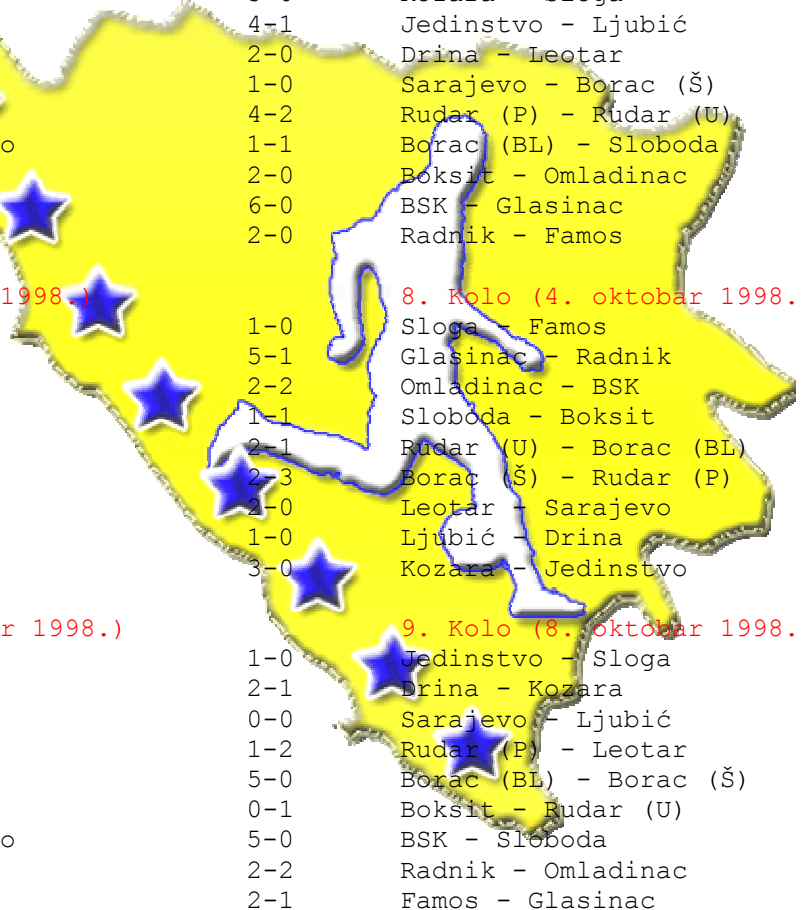 4-1 Jedinstvo - Ljubić
2-0 Drina - Leotar
1-0 Sarajevo - Borac (Š)
4-2 Rudar (P) - Rudar (U)
o 1-1 Borac (BL) - Sloboda
2-0 Boksit - Omladinac
6-0 BSK - Glasinac
2-0 Radnik - Famos
1998.) 8. Kolo (4. oktobar 1998.
1-0 Sloga - Famos
5-1 Glasinac - Radnik
2-2 Omladinac - BSK
1-1 Sloboda - Boksit
2-1 Rudar (U) - Borac (BL)
2-3 Borac (Š) - Rudar (P)
2-0 Leotar - Sarajevo
1-0 Ljubić - Drina
3-0 Kozara - Jedinstvo
r 1998.) 9. Kolo (8. oktobar 1998.
1-0 Jedinstvo - Sloga
2-1 Drina - Kozara
0-0 Sarajevo - Ljubić
1-2 Rudar (P) - Leotar
5-0 Borac (BL) - Borac (Š)
0-1 Boksit - Rudar (U)
o 5-0 BSK - Sloboda
2-2 Radnik - Omladinac
2-1 Famos - Glasinac